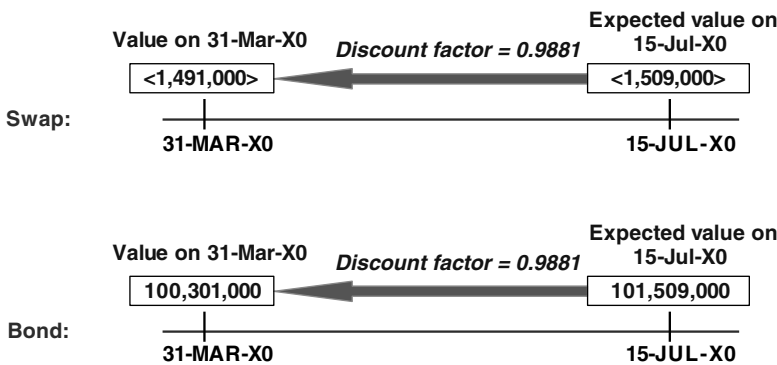 Expected value on
15-Jul-X0
Value on 31-Mar-X0
Discount factor = 0.9881
<1,491,000>
<1,509,000>
Swap:
31-MAR-X0
15-JUL-X0
Expected value on
15-Jul-X0
Value on 31-Mar-X0
Discount factor = 0.9881
100,301,000
101,509,000
Bond:
31-MAR-X0
15-JUL-X0